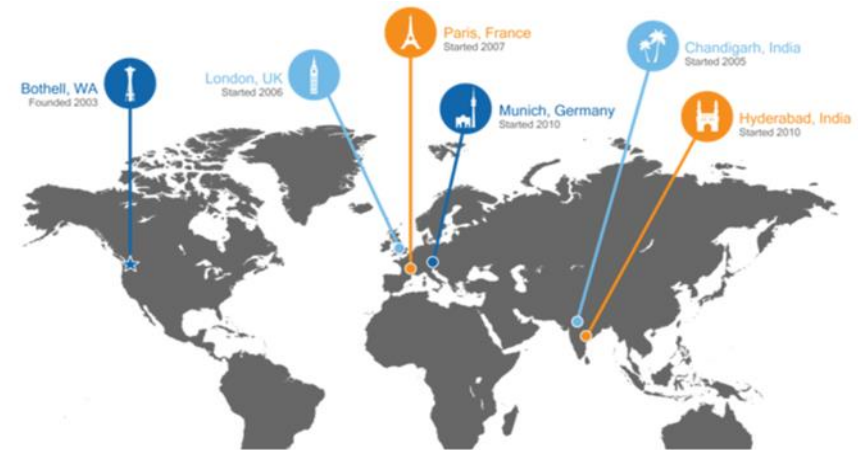 Bothell, WA
Founded 2003
London, UK
Started 2006
Paris, France
Started 2007
Munich, Germany
Started 2010
Chandigarh, India
Started 2005
Hyderabad, India
Started 2010